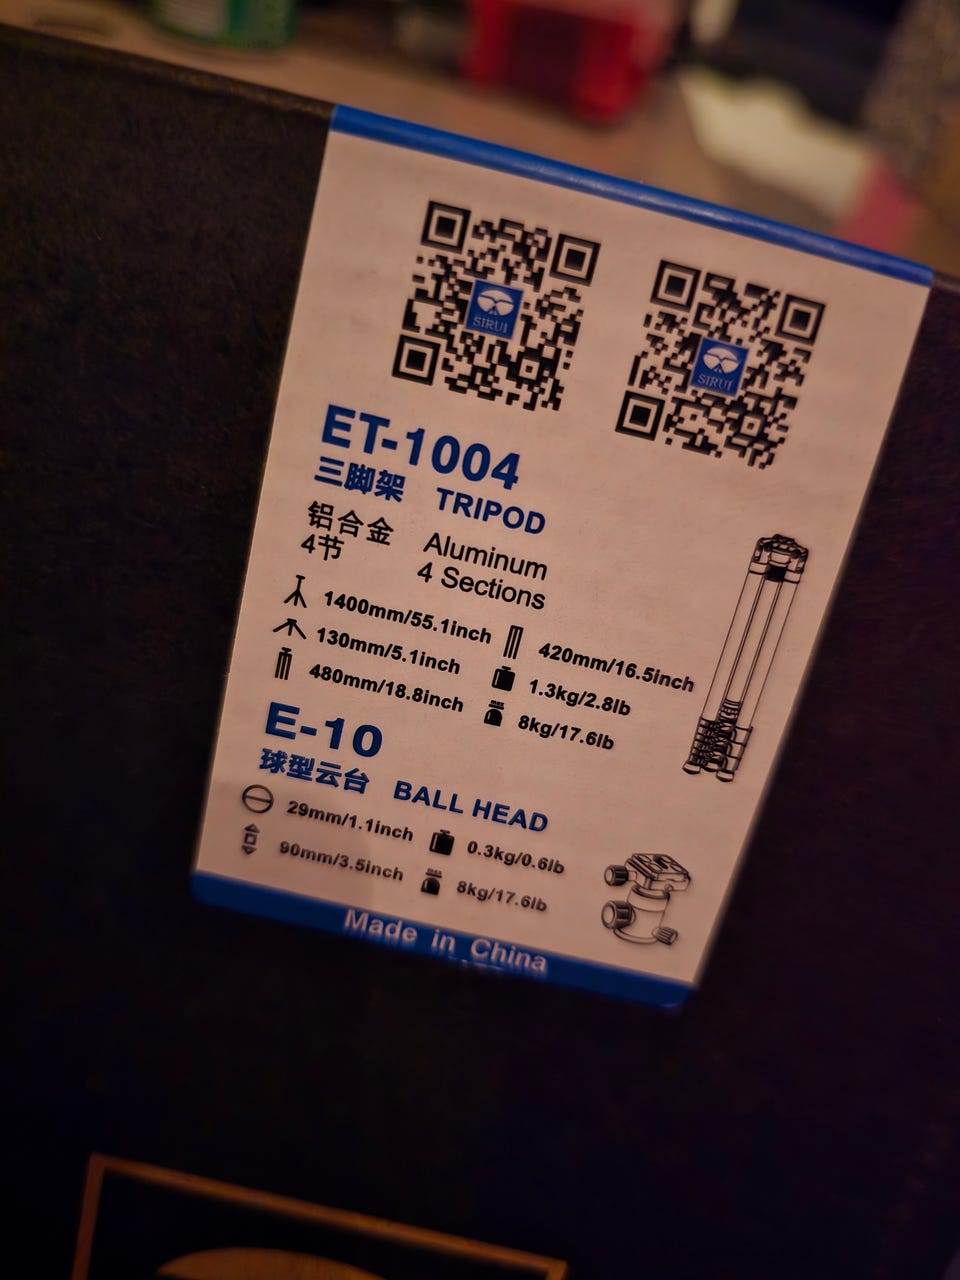 SIRUI
SIRUI
ET-1004
三脚架 TRIPOD
铝合金 Aluminum
4节 4 Sections
1400mm/55.1inch 420mm/16.5inch
130mm/5.1inch 1.3kg/2.8lb
480mm/18.8inch max 8kg/17.6lb
E-10
球型云台 BALL HEAD
29mm/1.1inch 0.3kg/0.6lb
90mm/3.5inch max 8kg/17.6lb
Made in China